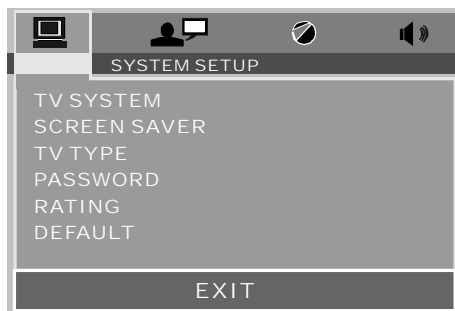 SYSTEM SETUP
TV SYSTEM
SCREEN SAVER
TV TYPE
PASSWORD
RATING
DEFAULT
EXIT